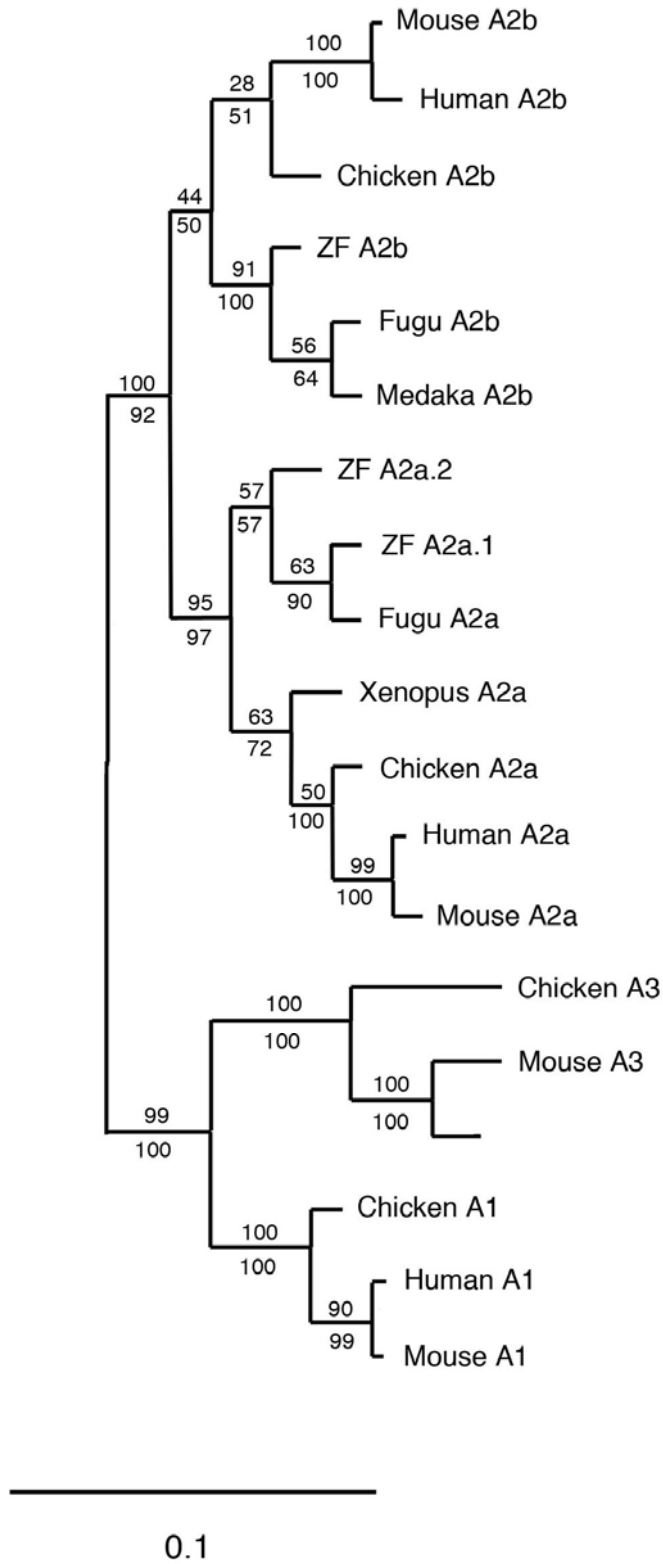 Mouse A2b
100
100
Human A2b
28
51
Chicken A2b
44
50
ZF A2b
91
100
Fugu A2b
56
64
Medaka A2b
100
92
ZF A2a.2
57
57
ZF A2a.1
63
90
Fugu A2a
95
97
Xenopus A2a
63
72
Chicken A2a
50
100
Human A2a
99
100
Mouse A2a
Chicken A3
100
100
Mouse A3
100
100
99
100
Chicken A1
100
100
Human A1
90
99
Mouse A1
0.1